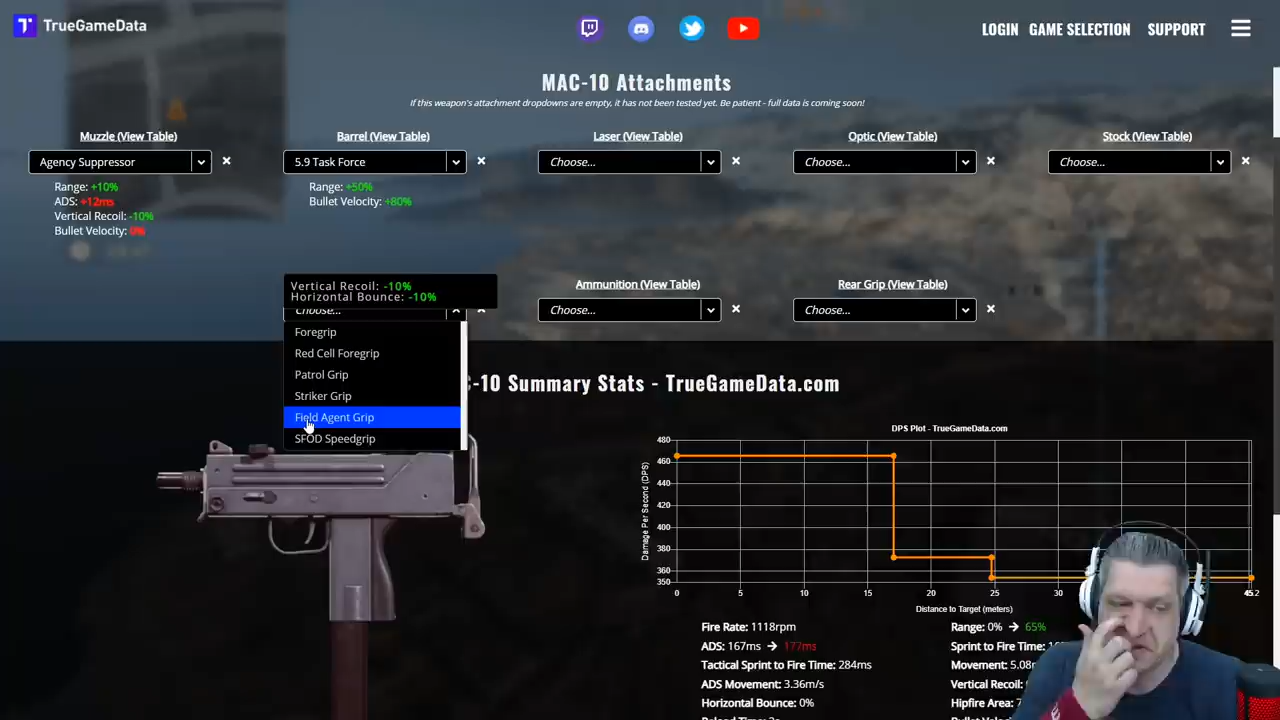 TrueGameData
LOGIN GAME SELECTION SUPPORT
MAC-10 Attachments
If this weapon's attachment dropdowns are empty, it has not been tested yet. Be patient - full data is coming soon!
Muzzle (View Table) Barrel (View Table) Laser (View Table) Optic (View Table) Stock (View Table)
Agency Suppressor 5.9 Task Force Choose... Choose... Choose...
Range: +10% Range: +50%
ADS: +12ms Bullet Velocity: +80%
Vertical Recoil: -10%
Bullet Velocity: 0%
Vertical Recoil: -10%
Horizontal Bounce: -10%
Ammunition (View Table) Rear Grip (View Table)
Choose... Choose... Choose...
Foregrip
Red Cell Foregrip
Patrol Grip
Striker Grip
Field Agent Grip
SFOD Speedgrip
C-10 Summary Stats - TrueGameData.com
DPS Plot - TrueGameData.com
Damage Per Second (DPS)
480
460
440
420
400
380
360
350
0 5 10 15 20 25 30 45.2
Distance to Target (meters)
Fire Rate: 1118rpm Range: 0% → 65%
ADS: 167ms → 177ms Sprint to Fire Time:
Tactical Sprint to Fire Time: 284ms Movement: 5.08
ADS Movement: 3.36m/s Vertical Recoil:
Horizontal Bounce: 0% Hipfire Area: 7